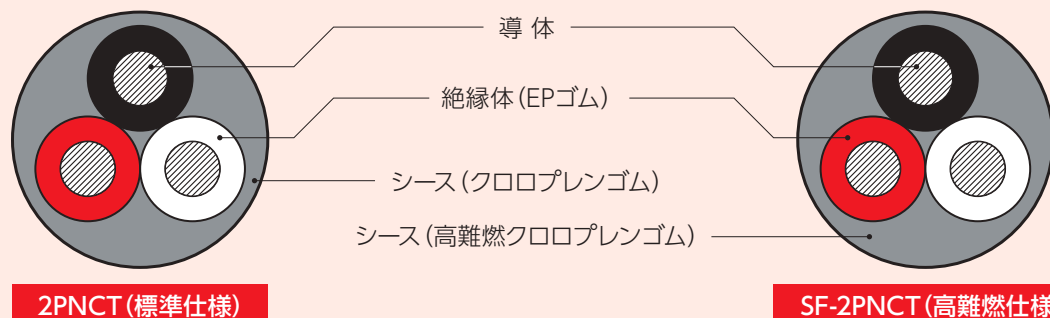 導体
絶縁体(EPゴム)
シース(クロロプレンゴム)
シース(高難燃クロロプレンゴム)
2PNCT(標準仕様)
SF-2PNCT(高難燃仕様